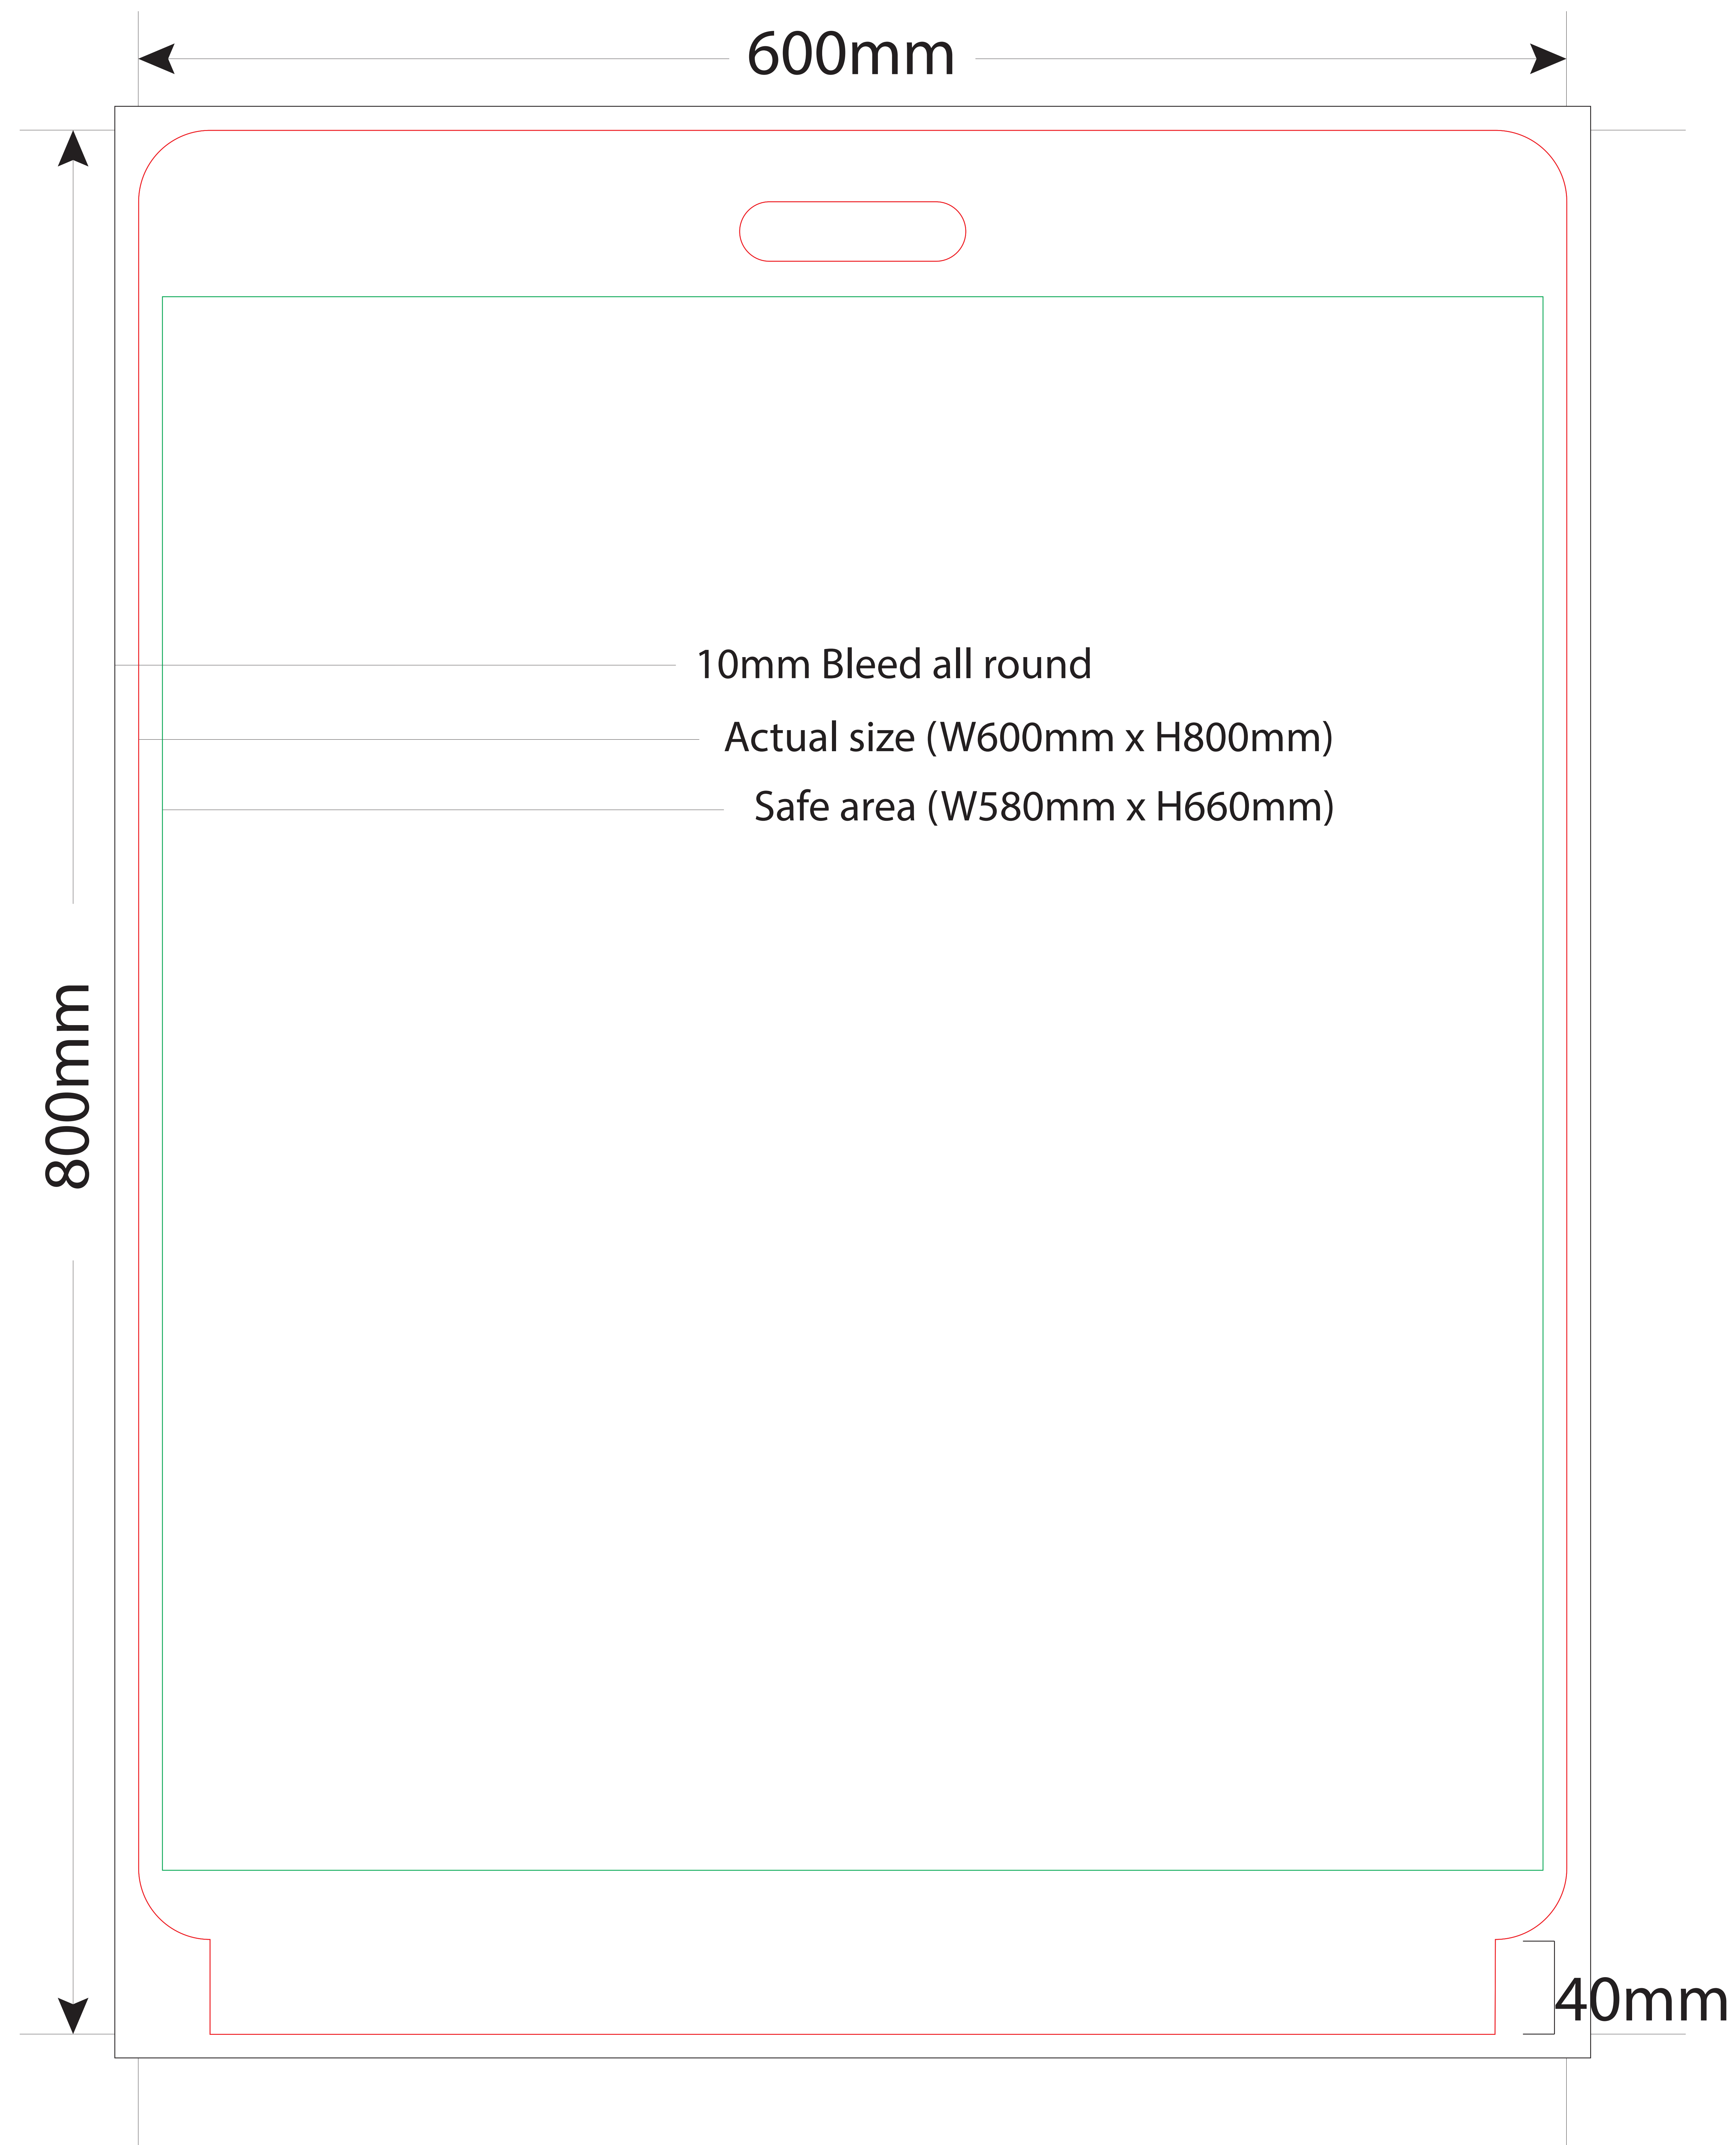 600mm
10mm Bleed all round
Actual size (W600mm x H800mm)
Safe area (W580mm x H660mm)
800mm
40mm